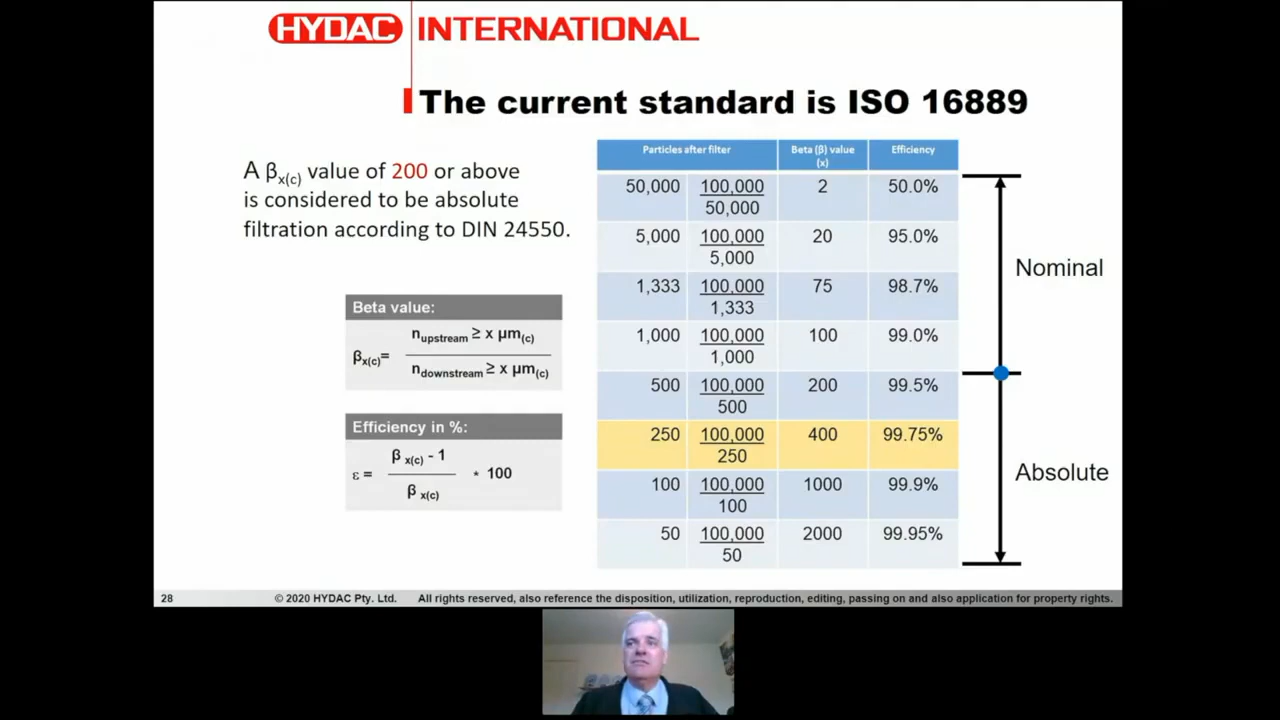 HYDAC INTERNATIONAL
The current standard is ISO 16889
A βx(c) value of 200 or above
is considered to be absolute
filtration according to DIN 24550.
Beta value:
βx(c)= nupstream ≥ x μm(c)
ndownstream ≥ x μm(c)
Efficiency in %:
ε = β x(c) - 1 * 100
β x(c)
Particles after filter Beta (β) value (x) Efficiency
50,000 100,000 2 50.0%
50,000
5,000 100,000 20 95.0%
5,000
1,333 100,000 75 98.7%
1,333
1,000 100,000 100 99.0%
1,000
500 100,000 200 99.5%
500
250 100,000 400 99.75%
250
100 100,000 1000 99.9%
100
50 100,000 2000 99.95%
50
Nominal
Absolute
28 © 2020 HYDAC Pty. Ltd. All rights reserved, also reference the disposition, utilization, reproduction, editing, passing on and also application for property rights.